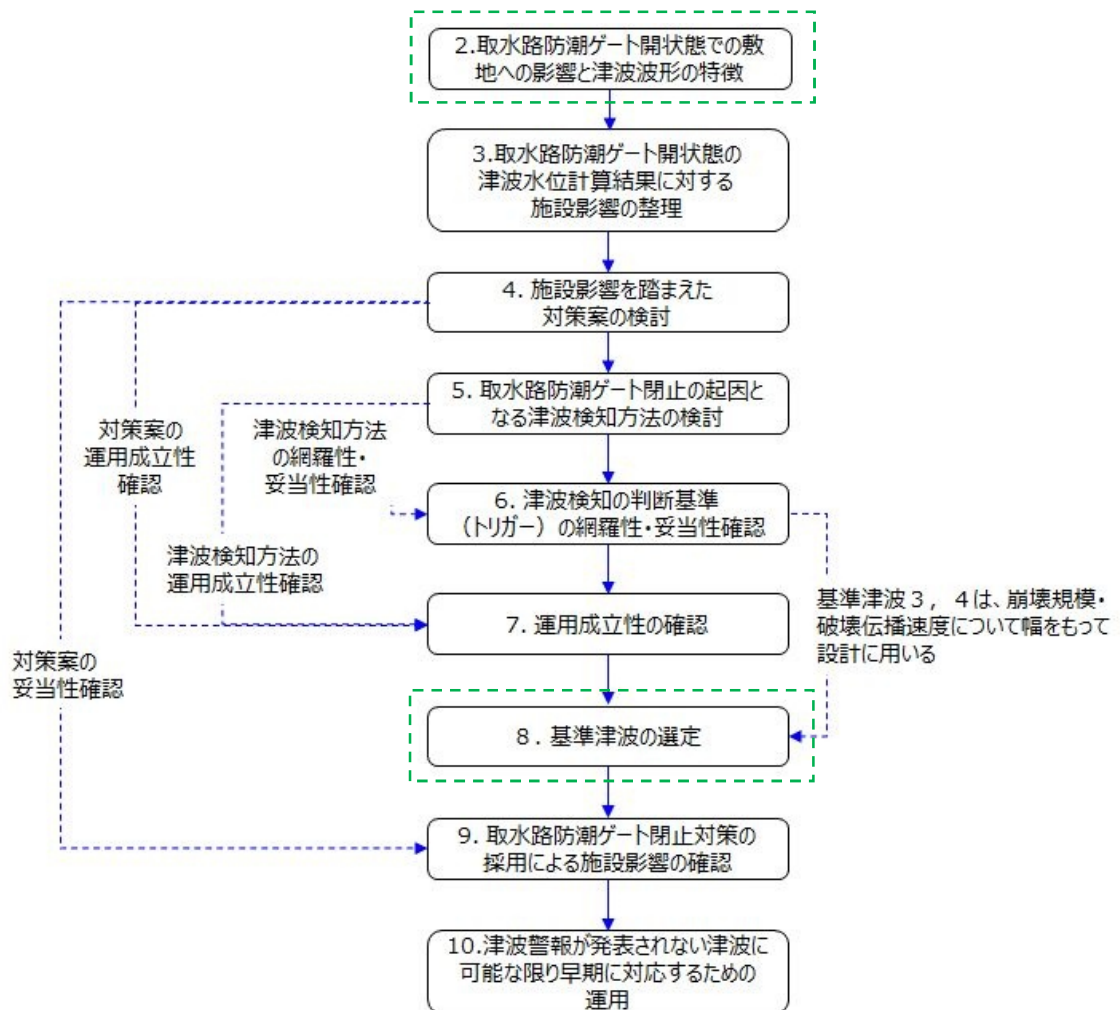 2.取水路防潮ゲート開状態での敷
地への影響と津波波形の特徴
3.取水路防潮ゲート開状態の
津波水位計算結果に対する
施設影響の整理
4. 施設影響を踏まえた
対策案の検討
5. 取水路防潮ゲート閉止の起因と
なる津波検知方法の検討
対策案の
運用成立性
確認
津波検知方法
の網羅性・
妥当性確認
6. 津波検知の判断基準
（トリガー）の網羅性・妥当性確認
津波検知方法の
運用成立性確認
基準津波３，４は、崩壊規模・
破壊伝播速度について幅をもって
設計に用いる
7. 運用成立性の確認
対策案の
妥当性確認
8. 基準津波の選定
9. 取水路防潮ゲート閉止対策の
採用による施設影響の確認
10.津波警報が発表されない津波に
可能な限り早期に対応するための
運用